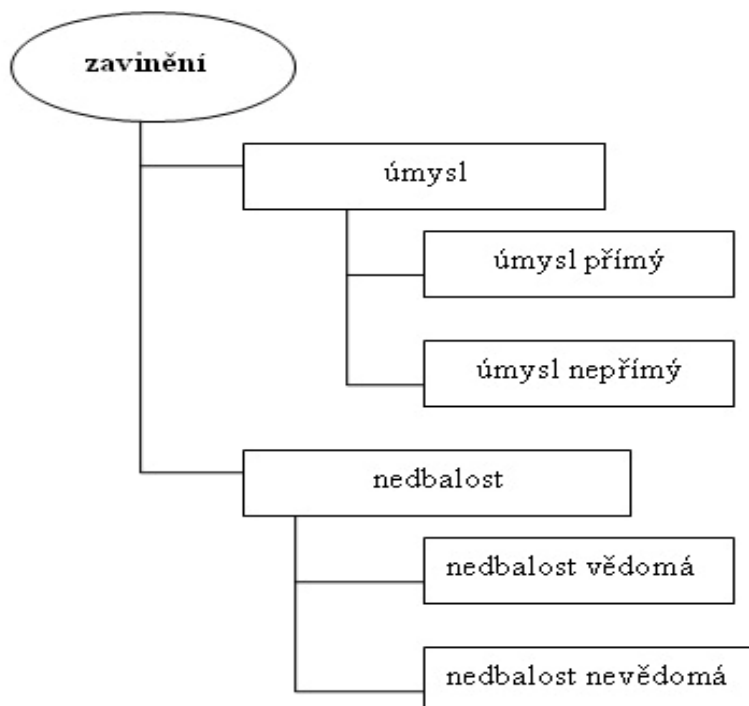 zavinění
úmysl
úmysl přímý
úmysl nepřímý
nedbalost
nedbalost vědomá
nedbalost nevědomá